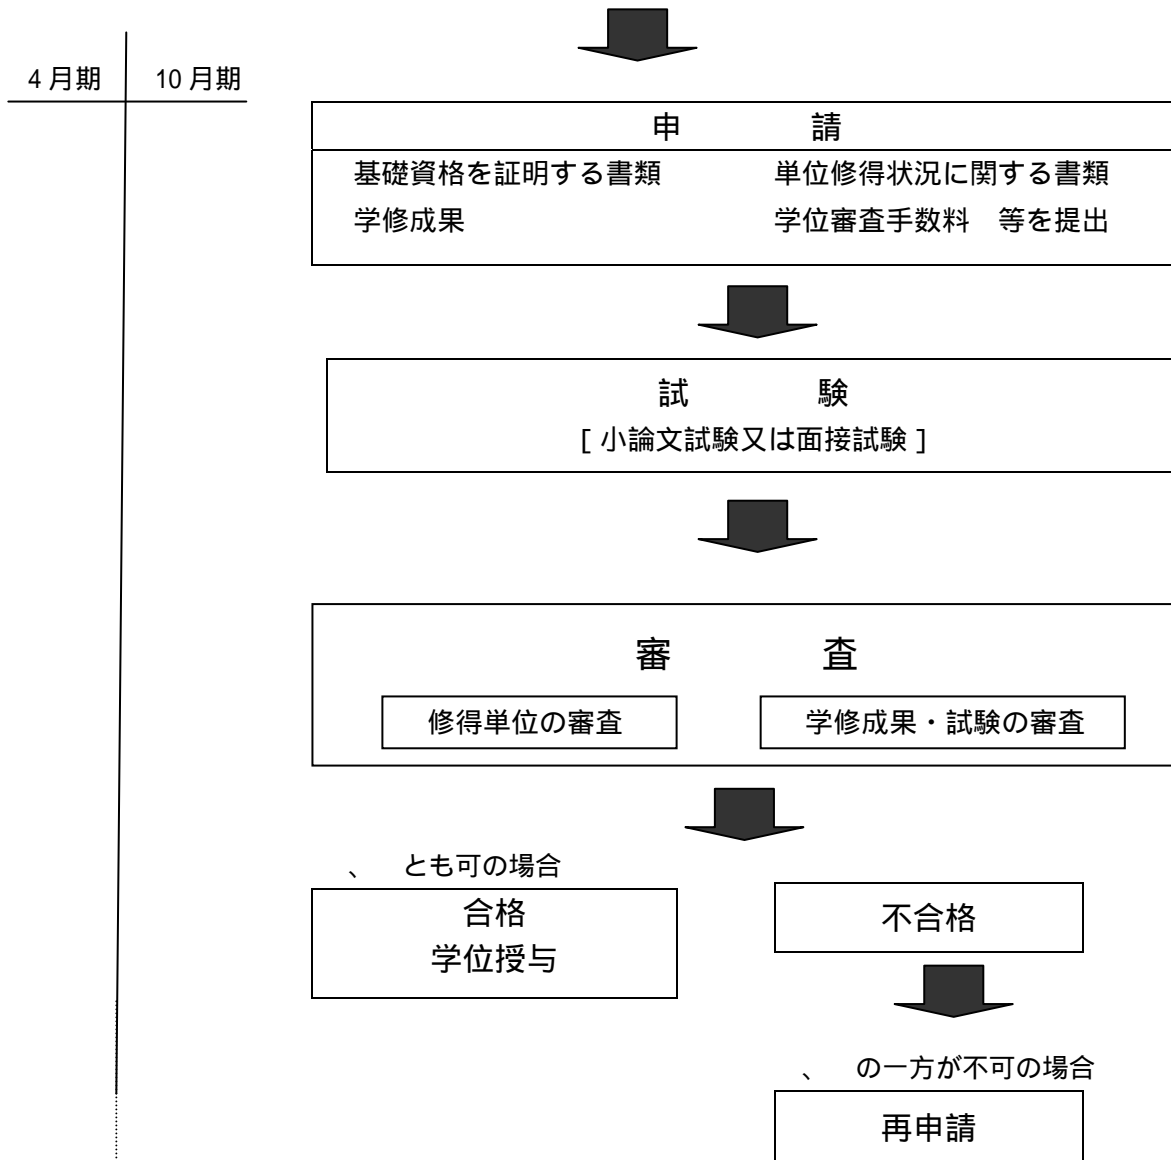 4月期 10月期
申 請
基礎資格を証明する書類 単位修得状況に関する書類
学修成果 学位審査手数料 等を提出
試 験
[ 小論文試験又は面接試験 ]
審 査
修得単位の審査 学修成果・試験の審査
、 とも可の場合
合格
学位授与
不合格
、 の一方が不可の場合
再申請